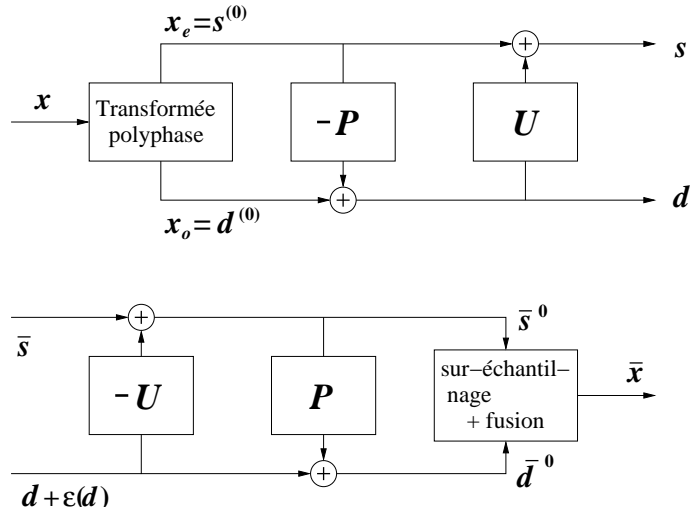 x_e = s^(0)
s
x
Transformée
polyphase
-P
U
x_o = d^(0)
d
s̄
s̄^0
-U
P
sur-échantil-
nage
+ fusion
x̄
d + ε(d)
d̄^0